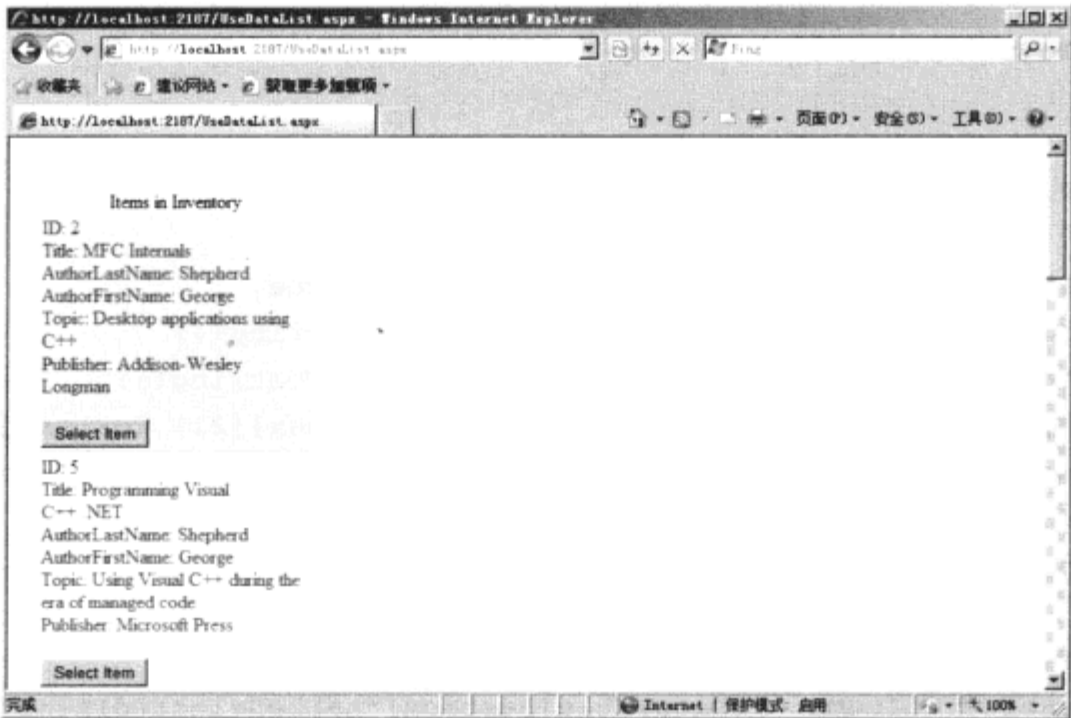 http://localhost:2187/UseDataList.aspx - Windows Internet Explorer
http://localhost:2187/UseDataList.aspx
Bing
收藏夹 建议网站 获取更多加载项
http://localhost:2187/UseDataList.aspx
页面(P) 安全(S) 工具(O)
Items in Inventory
ID: 2
Title: MFC Internals
AuthorLastName: Shepherd
AuthorFirstName: George
Topic: Desktop applications using
C++
Publisher: Addison-Wesley
Longman
Select Item
ID: 5
Title: Programming Visual
C++ .NET
AuthorLastName: Shepherd
AuthorFirstName: George
Topic: Using Visual C++ during the
era of managed code
Publisher: Microsoft Press
Select Item
完成 Internet | 保护模式: 启用 100%